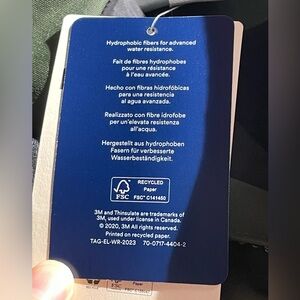 Hydrophobic fibers for advanced
water resistance.
Fait de fibres hydrophobes
pour une résistance
à l'eau avancée.
Hecho con fibras hidrofóbicas
para una resistencia
al agua avanzada.
Realizzato con fibre idrofobe
per un'elevata resistenza
all'acqua.
Hergestellt aus hydrophoben
Fasern für verbesserte
Wasserbeständigkeit.
RECYCLED
Paper
FSC
FSC® C141450
3M and Thinsulate are trademarks of
3M, used under license in Canada.
© 2020, 3M All rights reserved.
Printed on recycled paper.
TAG-EL-WR-2023 70-0717-4404-2
FSC